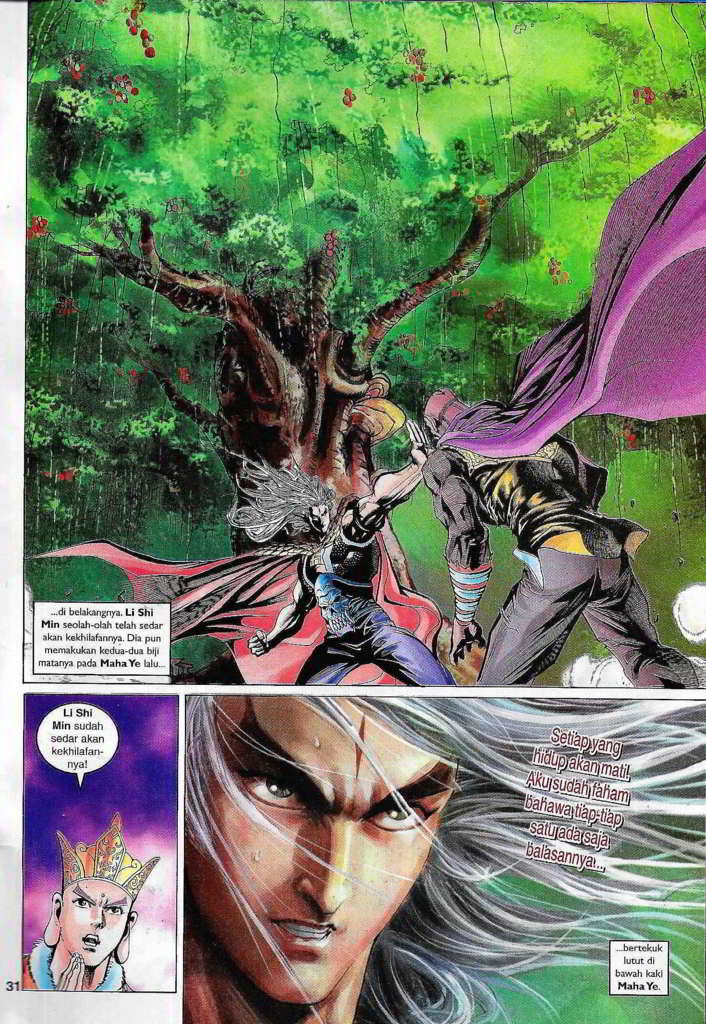 ...di belakangnya. Li Shi
Min seolah-olah telah sedar
akan kekhilafannya. Dia pun
memakukan kedua-dua biji
matanya pada Maha Ye lalu...
Li Shi
Min sudah
sedar akan
kekhilafan-
nya!
Setiap yang
hidup akan mati!
Aku sudah faham
bahawa tiap-tiap
satu ada saja
balasannya...
...bertekuk
lutut di
bawah kaki
Maha Ye.
31